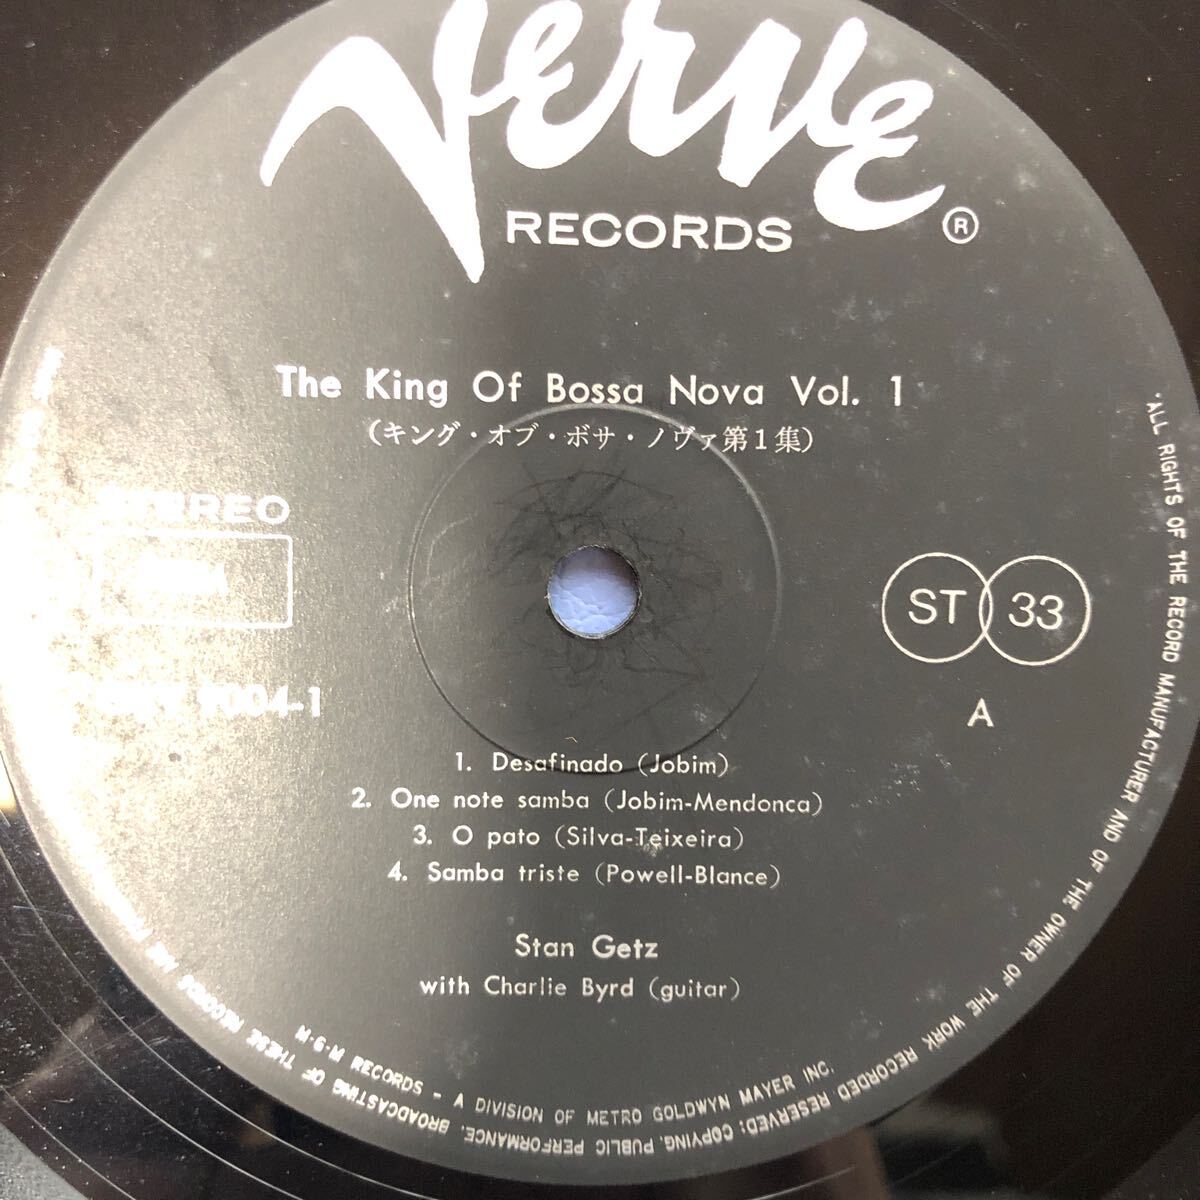 Verve
RECORDS ®
The King Of Bossa Nova Vol. 1
(キング・オブ・ボサ・ノヴァ第1集)
STEREO
9004-1
ST 33
A
1. Desafinado (Jobim)
2. One note samba (Jobim-Mendonca)
3. O pato (Silva-Teixeira)
4. Samba triste (Powell-Blance)
Stan Getz
with Charlie Byrd (guitar)
M-G-M RECORDS - A DIVISION OF METRO GOLDWYN MAYER INC.
"ALL RIGHTS OF THE RECORD MANUFACTURER AND OF THE OWNER OF THE WORK RECORDED RESERVED; COPYING, PUBLIC PERFORMANCE, BROADCASTING OF THESE RECORDS ARE